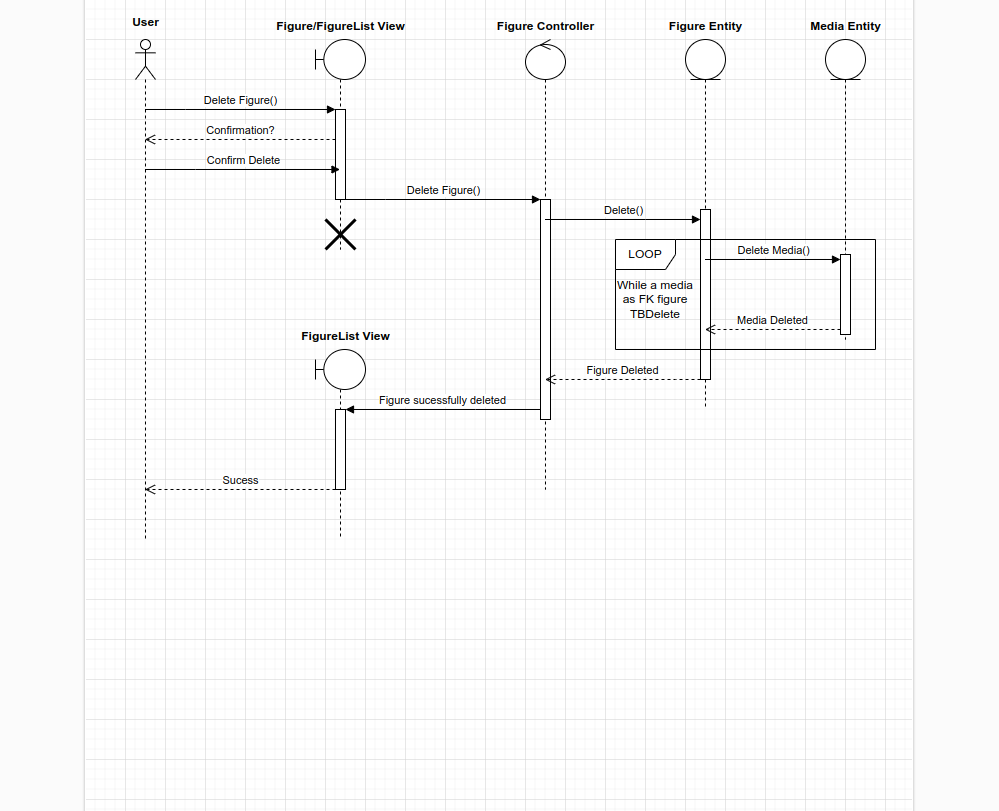 User
Figure/FigureList View
Figure Controller
Figure Entity
Media Entity
Delete Figure()
Confirmation?
Confirm Delete
Delete Figure()
Delete()
LOOP
Delete Media()
While a media
as FK figure
TBDelete
Media Deleted
FigureList View
Figure Deleted
Figure sucessfully deleted
Sucess